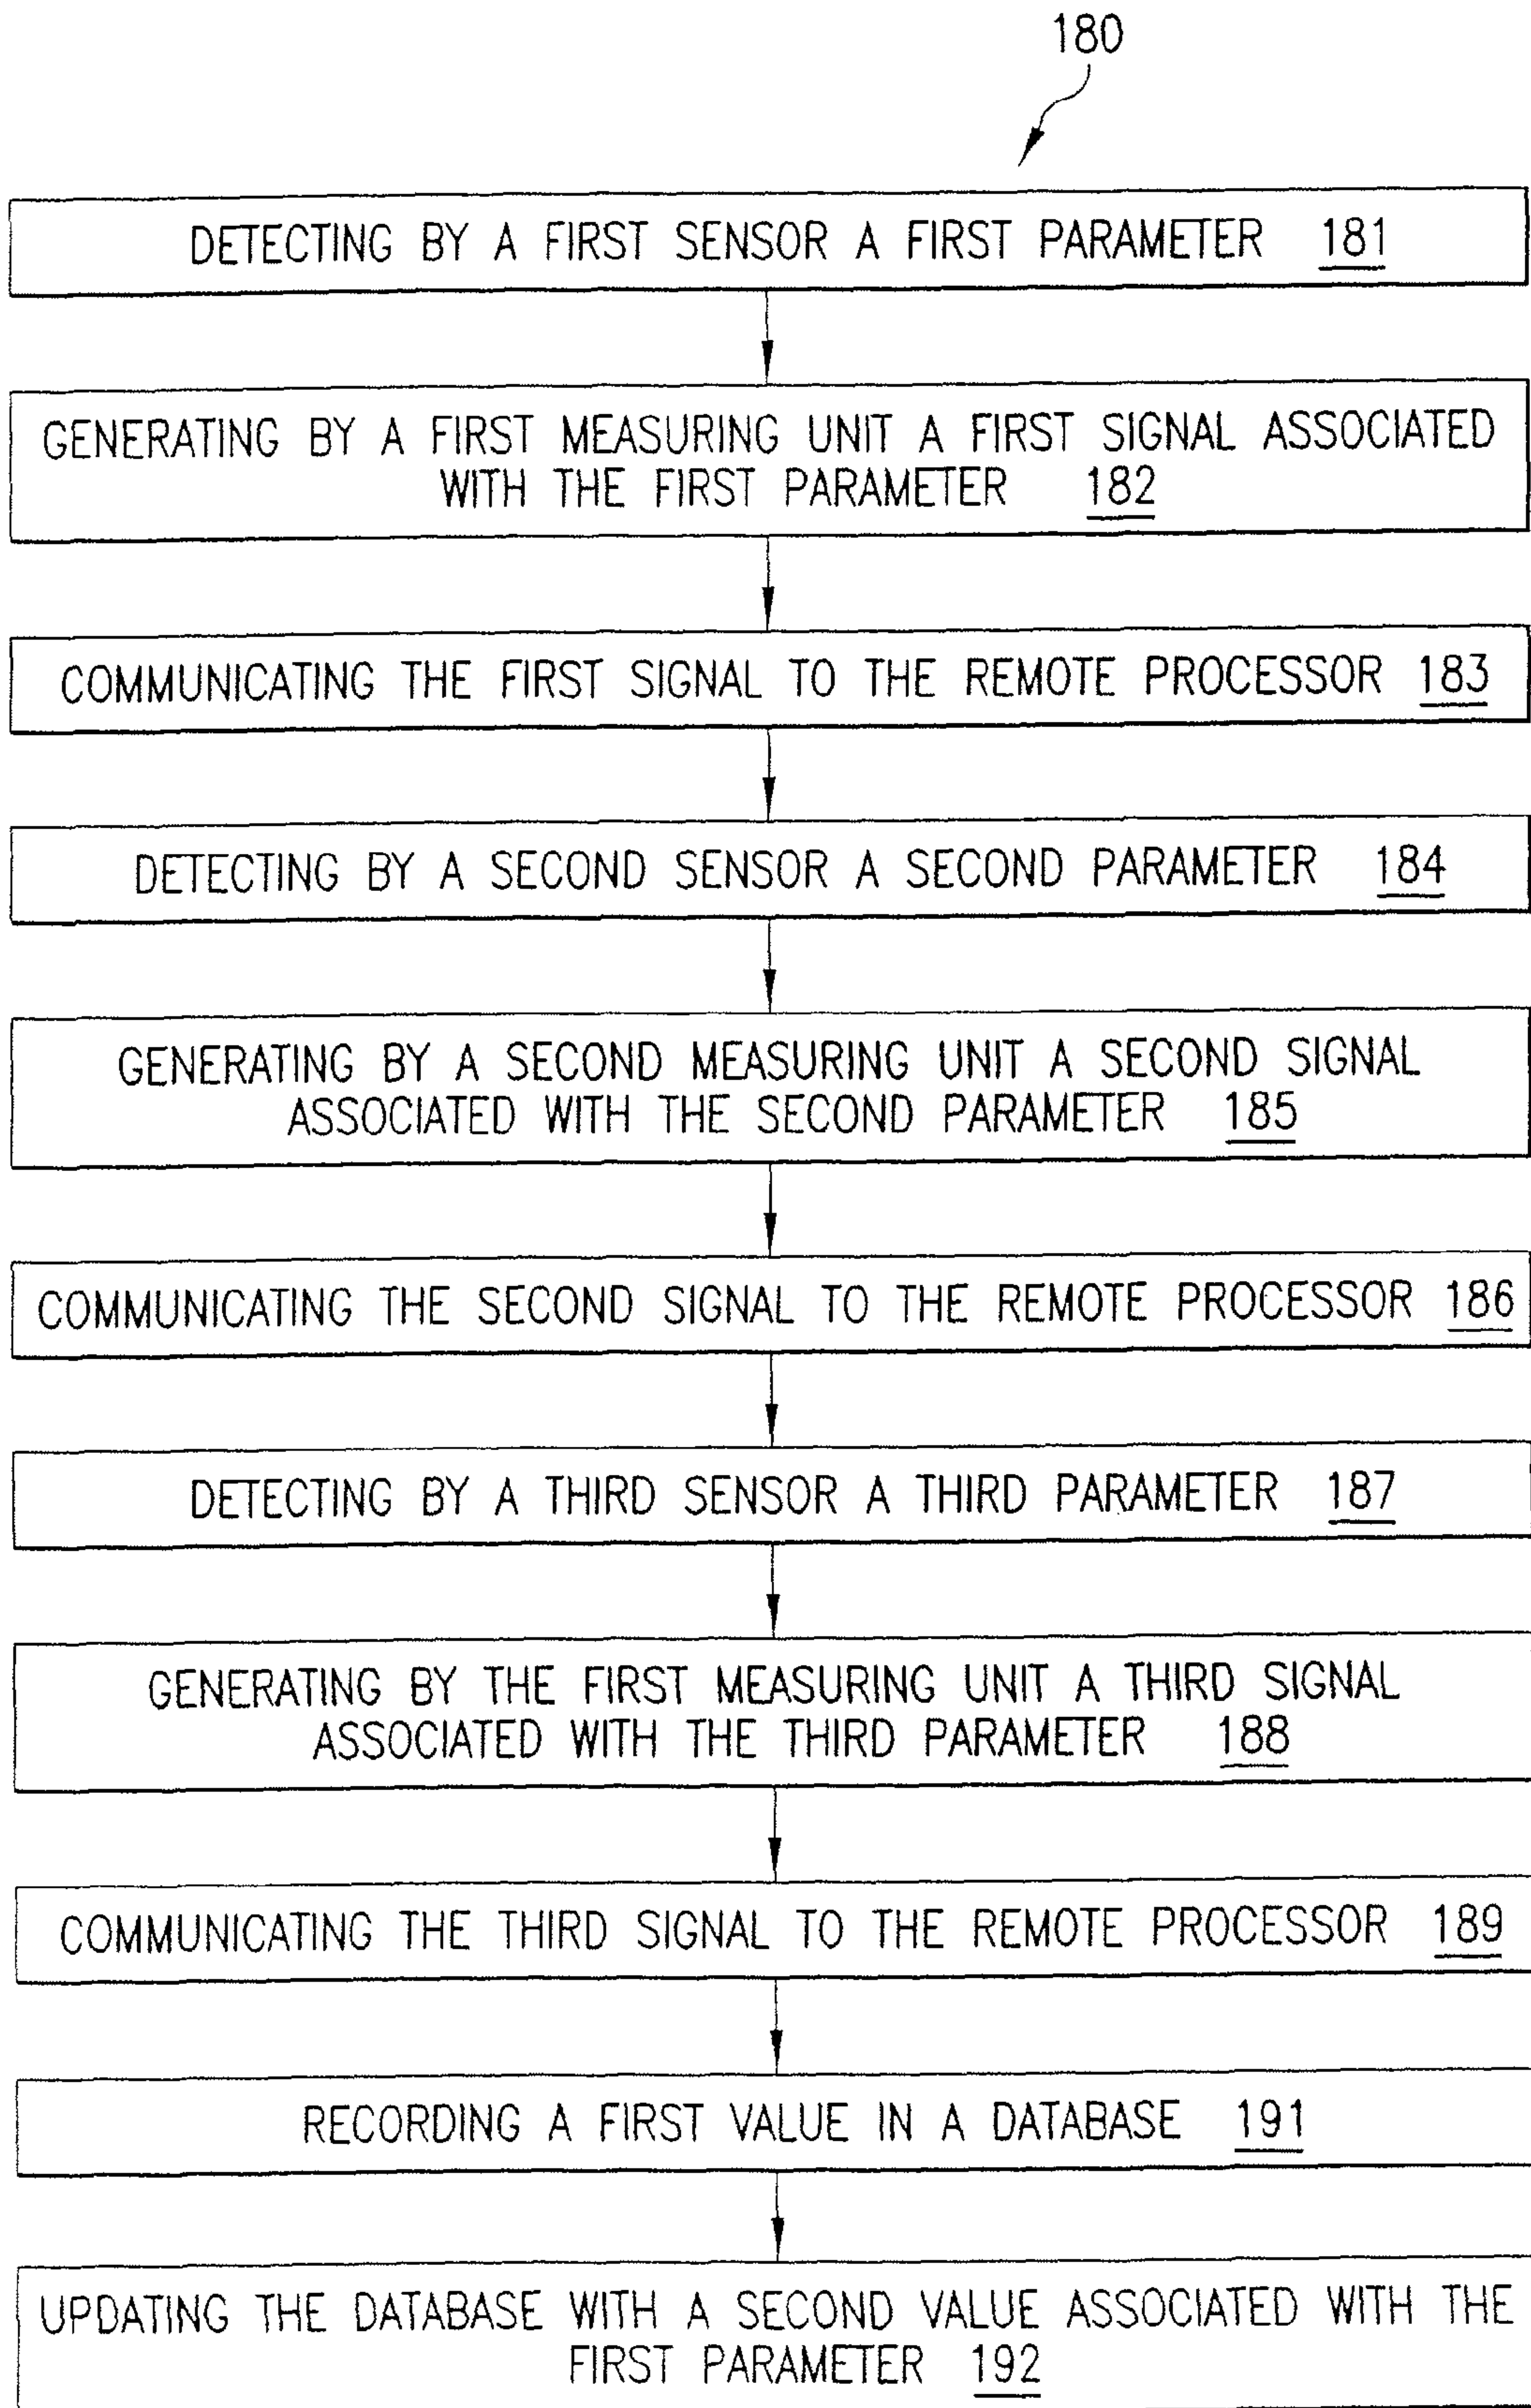 180
DETECTING BY A FIRST SENSOR A FIRST PARAMETER 181
GENERATING BY A FIRST MEASURING UNIT A FIRST SIGNAL ASSOCIATED
WITH THE FIRST PARAMETER 182
COMMUNICATING THE FIRST SIGNAL TO THE REMOTE PROCESSOR 183
DETECTING BY A SECOND SENSOR A SECOND PARAMETER 184
GENERATING BY A SECOND MEASURING UNIT A SECOND SIGNAL
ASSOCIATED WITH THE SECOND PARAMETER 185
COMMUNICATING THE SECOND SIGNAL TO THE REMOTE PROCESSOR 186
DETECTING BY A THIRD SENSOR A THIRD PARAMETER 187
GENERATING BY THE FIRST MEASURING UNIT A THIRD SIGNAL
ASSOCIATED WITH THE THIRD PARAMETER 188
COMMUNICATING THE THIRD SIGNAL TO THE REMOTE PROCESSOR 189
RECORDING A FIRST VALUE IN A DATABASE 191
UPDATING THE DATABASE WITH A SECOND VALUE ASSOCIATED WITH THE
FIRST PARAMETER 192